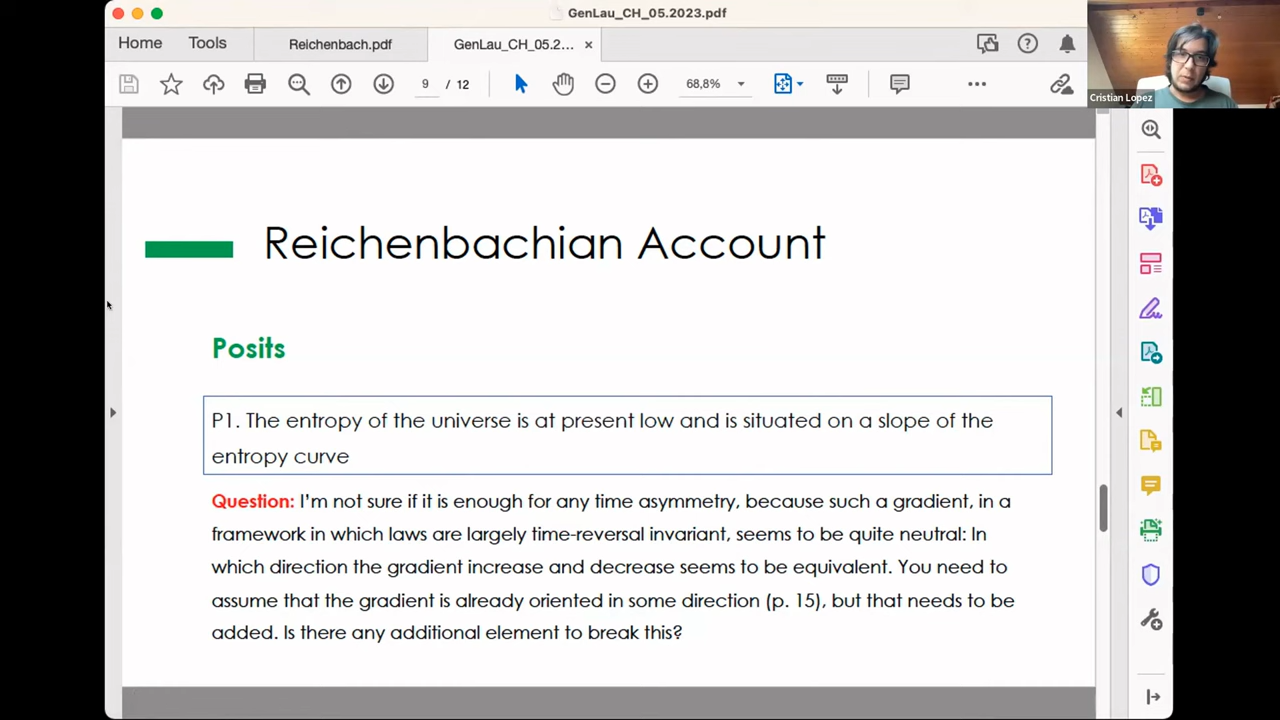 GenLau_CH_05.2023.pdf
Home
Tools
Reichenbach.pdf
GenLau_CH_05.2...
×
9 / 12
68,8%
Cristian Lopez
Reichenbachian Account
Posits
P1. The entropy of the universe is at present low and is situated on a slope of the
entropy curve
Question: I'm not sure if it is enough for any time asymmetry, because such a gradient, in a
framework in which laws are largely time-reversal invariant, seems to be quite neutral: In
which direction the gradient increase and decrease seems to be equivalent. You need to
assume that the gradient is already oriented in some direction (p. 15), but that needs to be
added. Is there any additional element to break this?